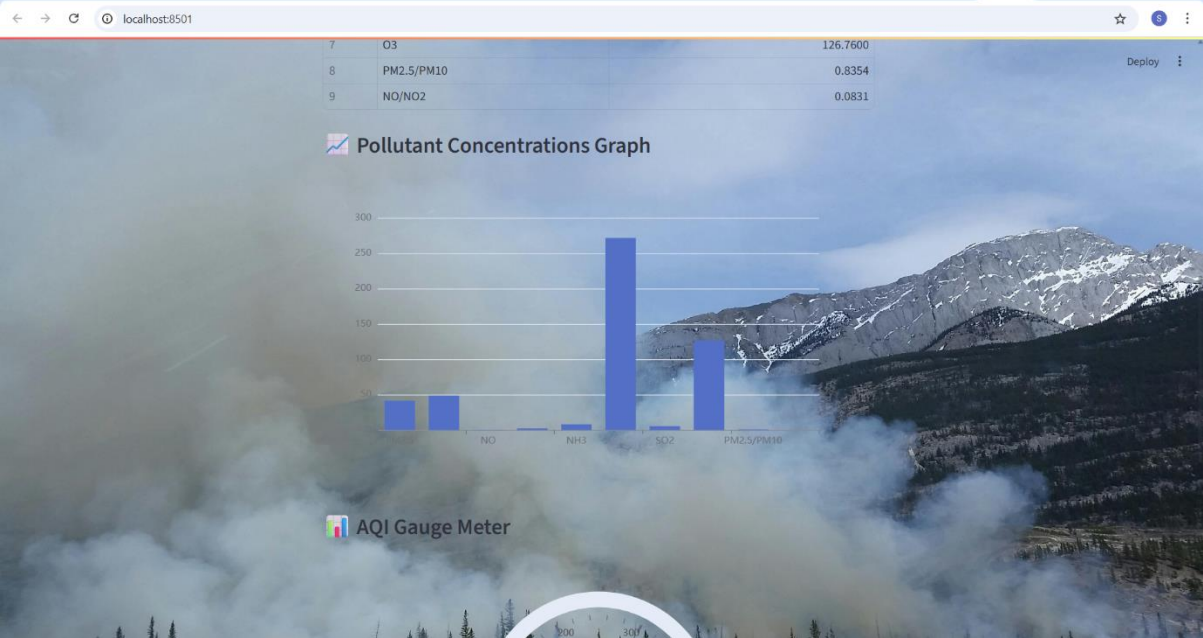 localhost:8501
S
Deploy
7 O3 126.7600
8 PM2.5/PM10 0.8354
9 NO/NO2 0.0831
Pollutant Concentrations Graph
300
250
200
150
100
50
NO NH3 SO2 PM2.5/PM10
AQI Gauge Meter
200 300